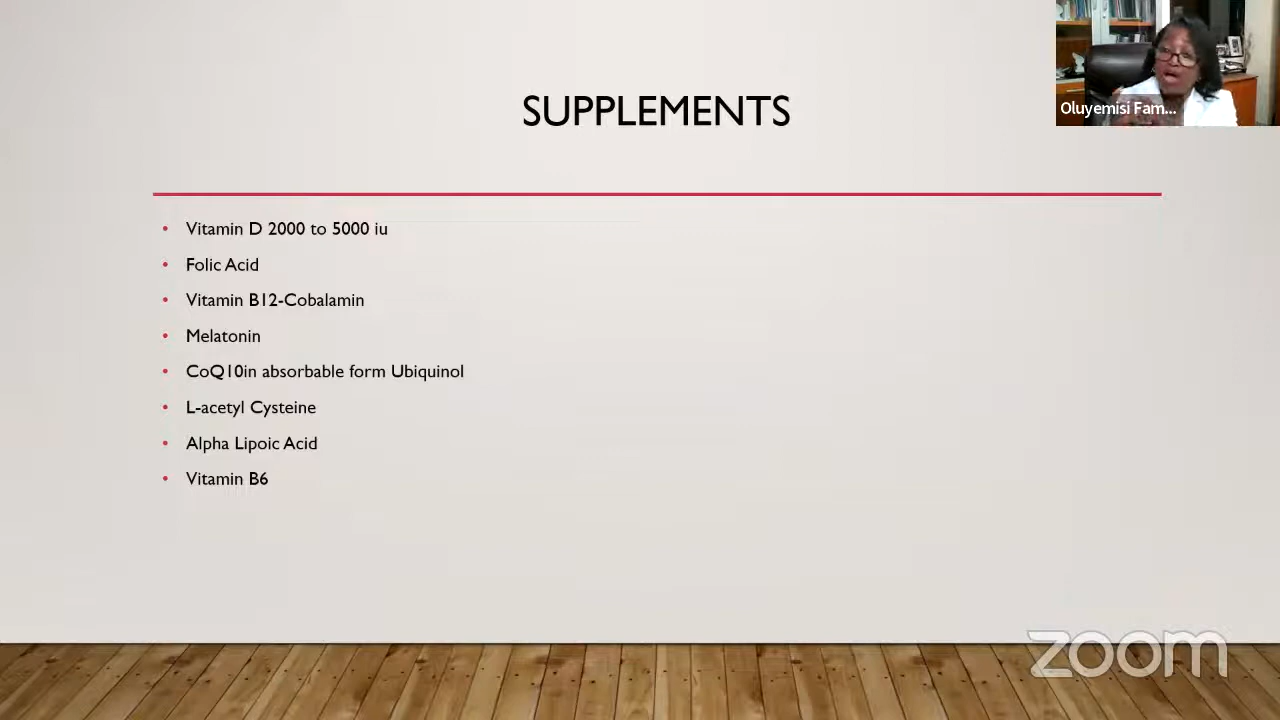 SUPPLEMENTS
Oluyemisi Fam...
• Vitamin D 2000 to 5000 iu
• Folic Acid
• Vitamin B12-Cobalamin
• Melatonin
• CoQ10in absorbable form Ubiquinol
• L-acetyl Cysteine
• Alpha Lipoic Acid
• Vitamin B6
zoom